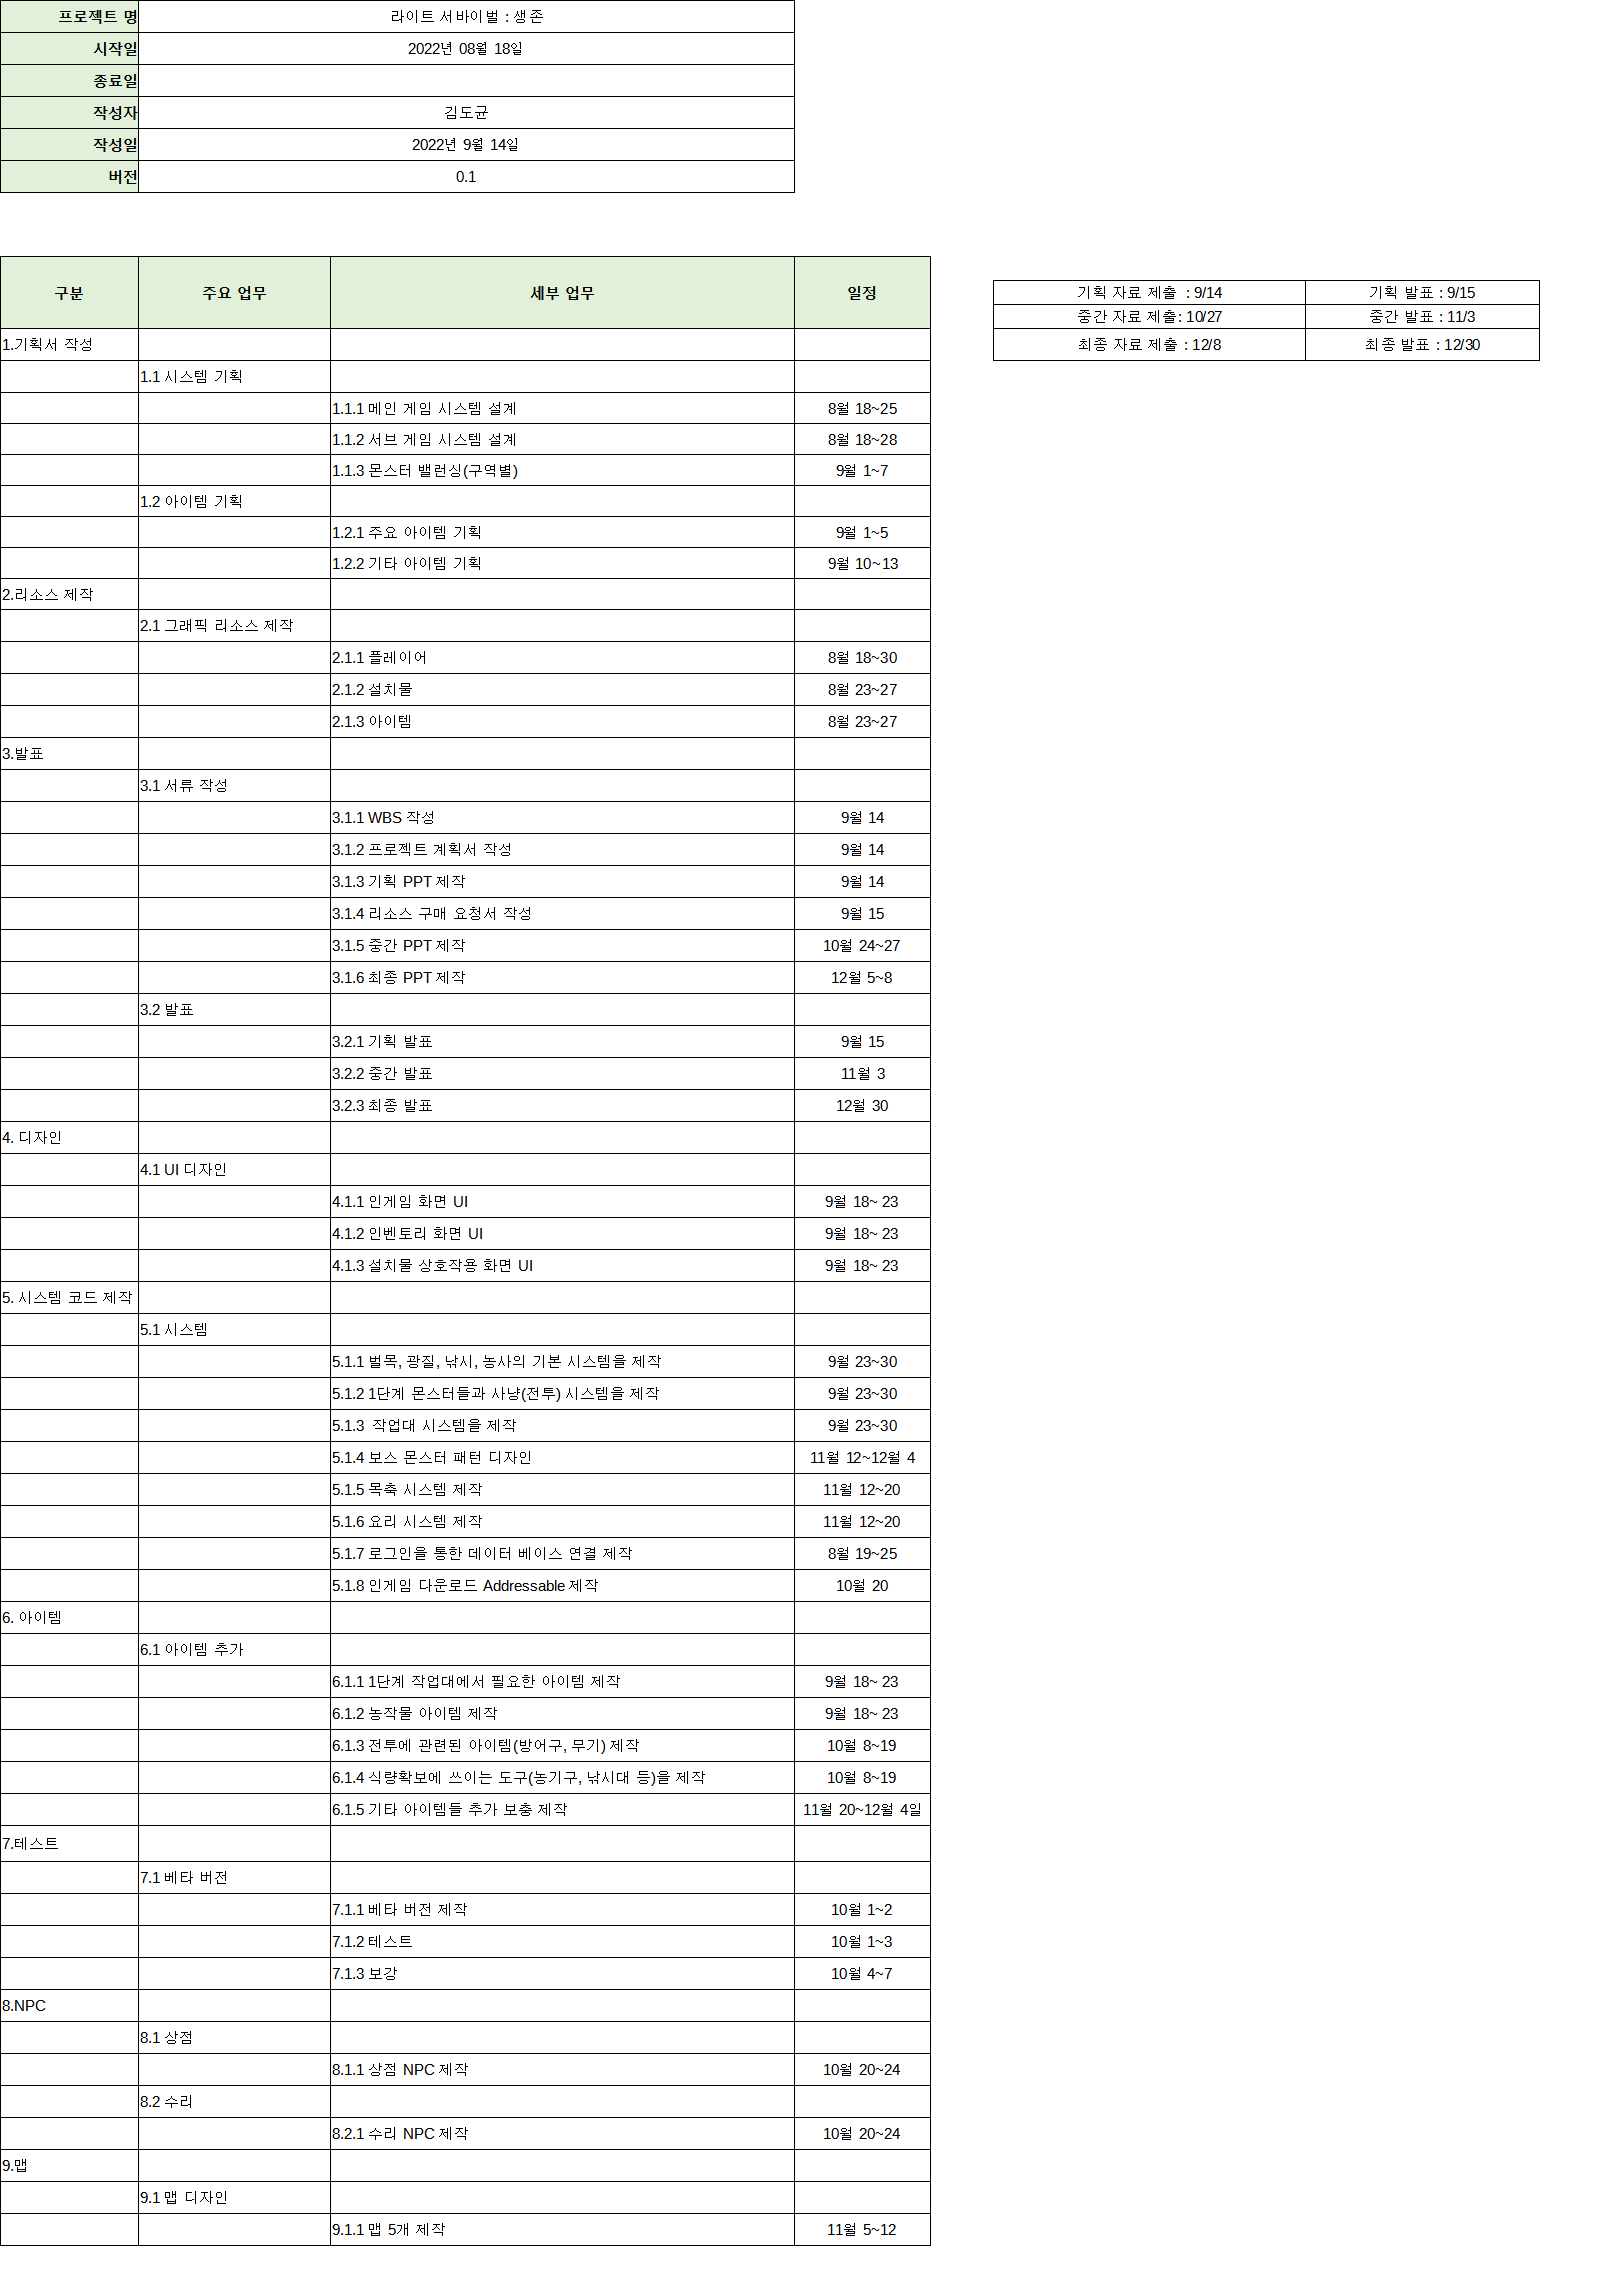 프로젝트 명 라이트 서바이벌 : 생존
시작일 2022년 08월 18일
종료일
작성자 김도균
작성일 2022년 9월 14일
버전 0.1
구분 주요 업무 세부 업무 일정
기획 자료 제출 : 9/14 기획 발표 : 9/15
중간 자료 제출: 10/27 중간 발표 : 11/3
최종 자료 제출 : 12/8 최종 발표 : 12/30
1.기획서 작성
1.1 시스템 기획
1.1.1 메인 게임 시스템 설계 8월 18~25
1.1.2 서브 게임 시스템 설계 8월 18~28
1.1.3 몬스터 밸런싱(구역별) 9월 1~7
1.2 아이템 기획
1.2.1 주요 아이템 기획 9월 1~5
1.2.2 기타 아이템 기획 9월 10~13
2.리소스 제작
2.1 그래픽 리소스 제작
2.1.1 플레이어 8월 18~30
2.1.2 설치물 8월 23~27
2.1.3 아이템 8월 23~27
3.발표
3.1 서류 작성
3.1.1 WBS 작성 9월 14
3.1.2 프로젝트 계획서 작성 9월 14
3.1.3 기획 PPT 제작 9월 14
3.1.4 리소스 구매 요청서 작성 9월 15
3.1.5 중간 PPT 제작 10월 24~27
3.1.6 최종 PPT 제작 12월 5~8
3.2 발표
3.2.1 기획 발표 9월 15
3.2.2 중간 발표 11월 3
3.2.3 최종 발표 12월 30
4. 디자인
4.1 UI 디자인
4.1.1 인게임 화면 UI 9월 18~ 23
4.1.2 인벤토리 화면 UI 9월 18~ 23
4.1.3 설치물 상호작용 화면 UI 9월 18~ 23
5. 시스템 코드 제작
5.1 시스템
5.1.1 벌목, 광질, 낚시, 농사의 기본 시스템을 제작 9월 23~30
5.1.2 1단계 몬스터들과 사냥(전투) 시스템을 제작 9월 23~30
5.1.3 작업대 시스템을 제작 9월 23~30
5.1.4 보스 몬스터 패턴 디자인 11월 12~12월 4
5.1.5 목축 시스템 제작 11월 12~20
5.1.6 요리 시스템 제작 11월 12~20
5.1.7 로그인을 통한 데이터 베이스 연결 제작 8월 19~25
5.1.8 인게임 다운로드 Addressable 제작 10월 20
6. 아이템
6.1 아이템 추가
6.1.1 1단계 작업대에서 필요한 아이템 제작 9월 18~ 23
6.1.2 농작물 아이템 제작 9월 18~ 23
6.1.3 전투에 관련된 아이템(방어구, 무기) 제작 10월 8~19
6.1.4 식량확보에 쓰이는 도구(농기구, 낚시대 등)을 제작 10월 8~19
6.1.5 기타 아이템들 추가 보충 제작 11월 20~12월 4일
7.테스트
7.1 베타 버전
7.1.1 베타 버전 제작 10월 1~2
7.1.2 테스트 10월 1~3
7.1.3 보강 10월 4~7
8.NPC
8.1 상점
8.1.1 상점 NPC 제작 10월 20~24
8.2 수리
8.2.1 수리 NPC 제작 10월 20~24
9.맵
9.1 맵 디자인
9.1.1 맵 5개 제작 11월 5~12